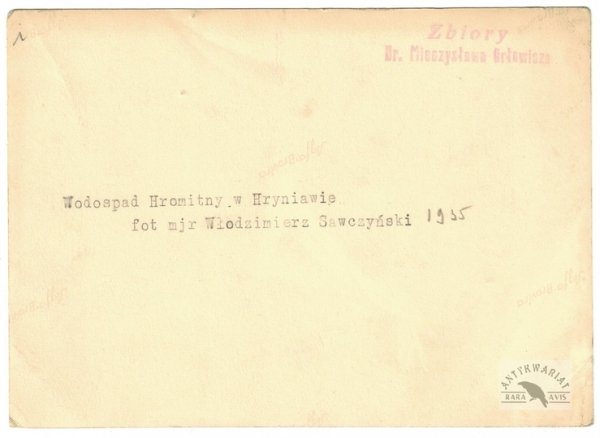 Zbiory
Dr. Mieczysława Orłowicza
Wodospad Hromitny w Hryniawie
fot mjr Włodzimierz Sawczyński 1935
ANTYKWARIAT
RARA AVIS